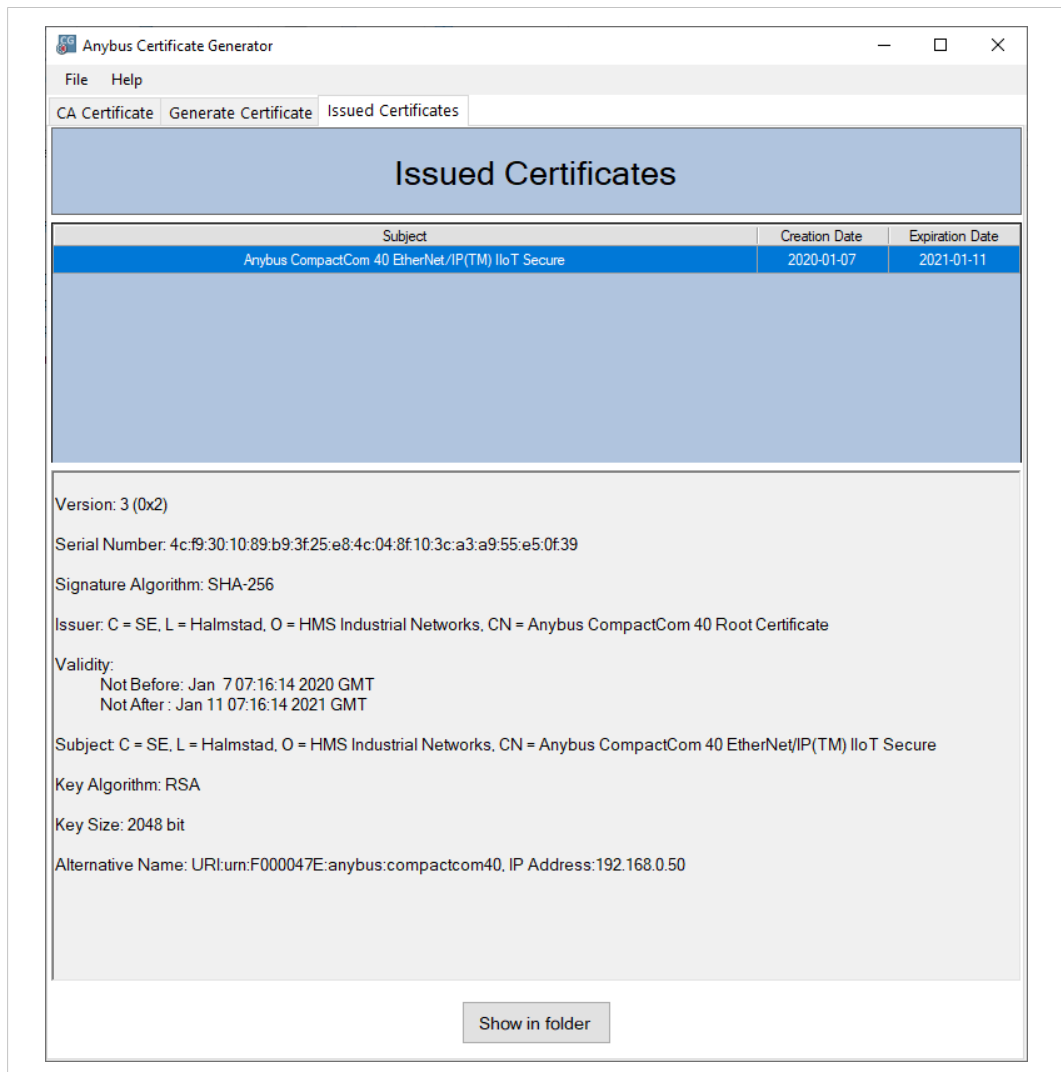 Anybus Certificate Generator
File Help
CA Certificate Generate Certificate Issued Certificates
Issued Certificates
Subject Creation Date Expiration Date
Anybus CompactCom 40 EtherNet/IP(TM) IIoT Secure 2020-01-07 2021-01-11
Version: 3 (0x2)
Serial Number: 4c:f9:30:10:89:b9:3f:25:e8:4c:04:8f:10:3c:a3:a9:55:e5:0f:39
Signature Algorithm: SHA-256
Issuer: C = SE, L = Halmstad, O = HMS Industrial Networks, CN = Anybus CompactCom 40 Root Certificate
Validity:
Not Before: Jan 7 07:16:14 2020 GMT
Not After : Jan 11 07:16:14 2021 GMT
Subject: C = SE, L = Halmstad, O = HMS Industrial Networks, CN = Anybus CompactCom 40 EtherNet/IP(TM) IIoT Secure
Key Algorithm: RSA
Key Size: 2048 bit
Alternative Name: URI:urn:F000047E:anybus:compactcom40, IP Address:192.168.0.50
Show in folder